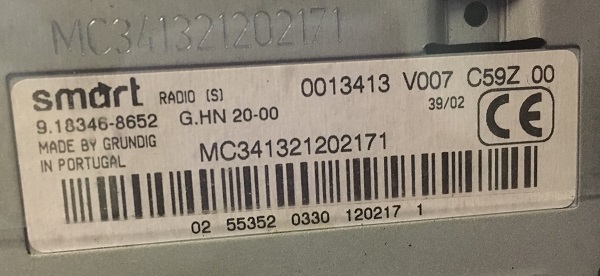 MC341321202171
smart RADIO (S) 0013413 V007 C59Z 00
9.18346-8652 G.HN 20-00 39/02
MADE BY GRUNDIG CE
IN PORTUGAL MC341321202171
02 55352 0330 120217 1